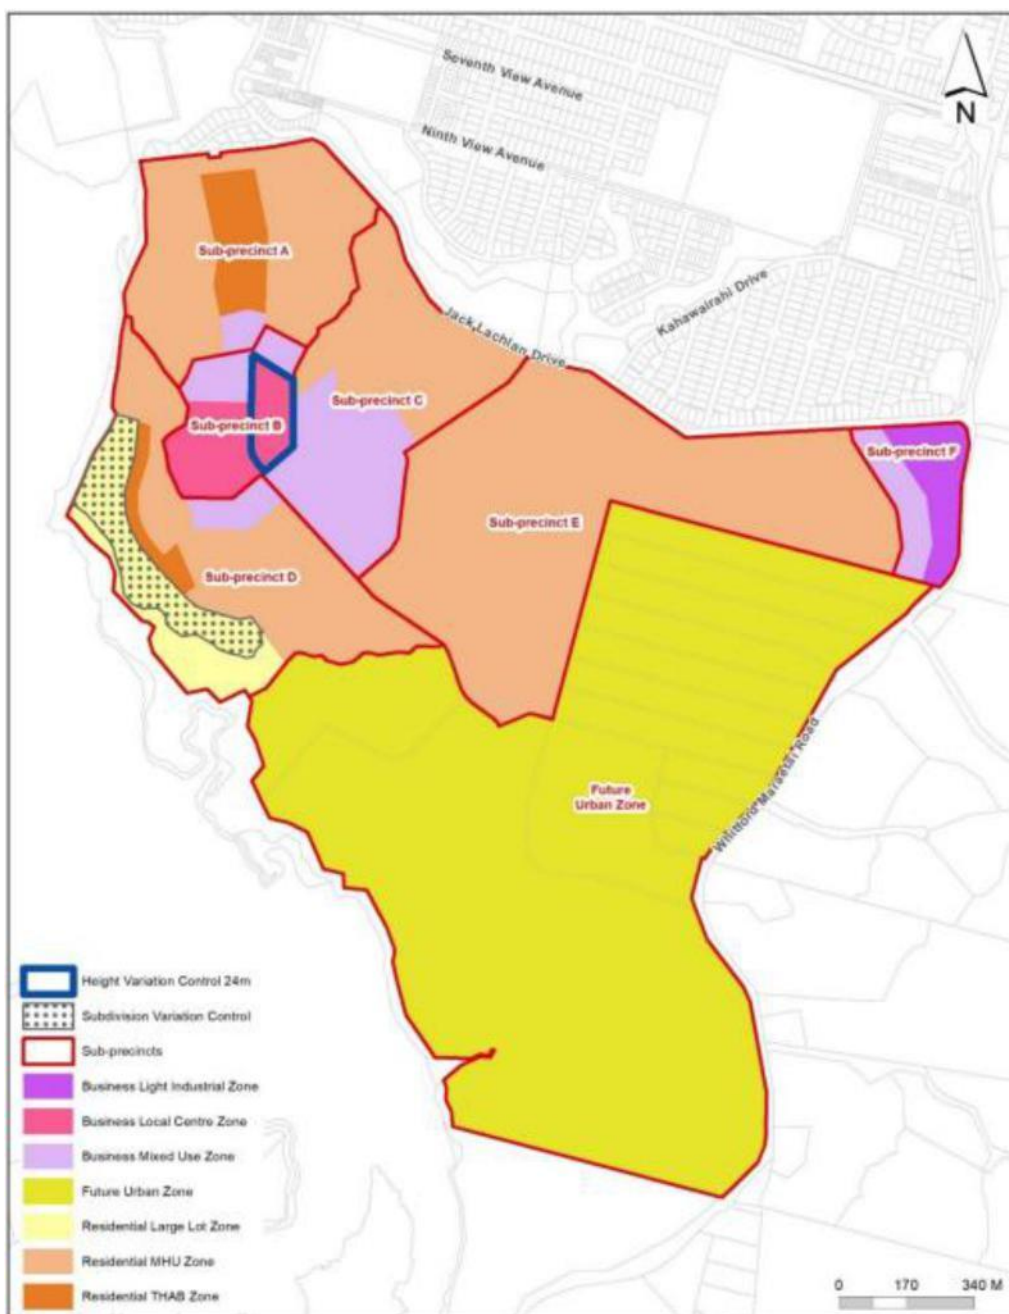 Seventh View Avenue
N
Ninth View Avenue
Sub-precinct A
Kahawairahi Drive
Jack Lachlan Drive
Sub-precinct C
Sub-precinct B
Sub-precinct F
Sub-precinct E
Sub-precinct D
Future
Urban Zone
Whitford Maraetai Road
Height Variation Control 24m
Subdivision Variation Control
Sub-precincts
Business Light Industrial Zone
Business Local Centre Zone
Business Mixed Use Zone
Future Urban Zone
Residential Large Lot Zone
Residential MHU Zone
Residential THAB Zone
0 170 340 M